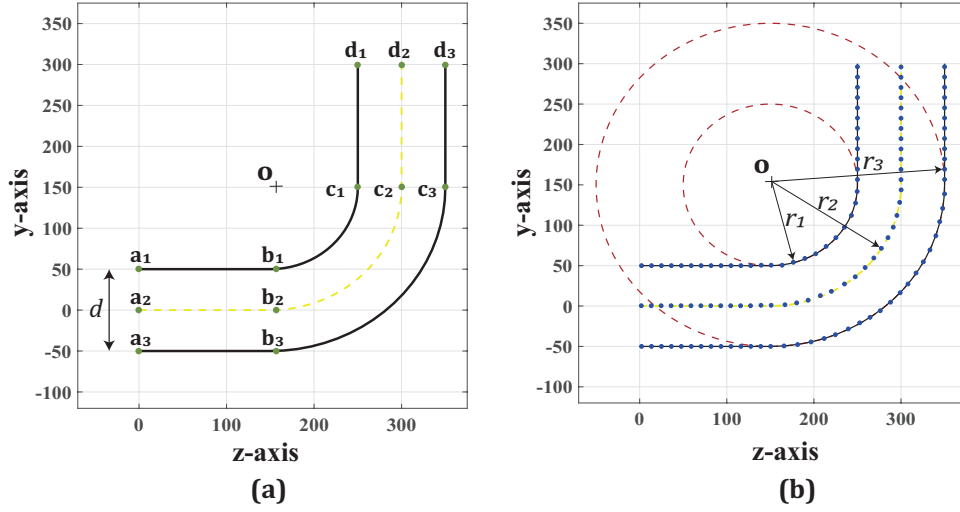 350
300
250
200
150
100
50
0
-50
-100
y-axis
d₁ d₂ d₃
o
c₁ c₂ c₃
a₁ b₁
d
a₂ b₂
a₃ b₃
0 100 200 300
z-axis
(a)
350
300
250
200
150
100
50
0
-50
-100
y-axis
o
r₃
r₂
r₁
0 100 200 300
z-axis
(b)